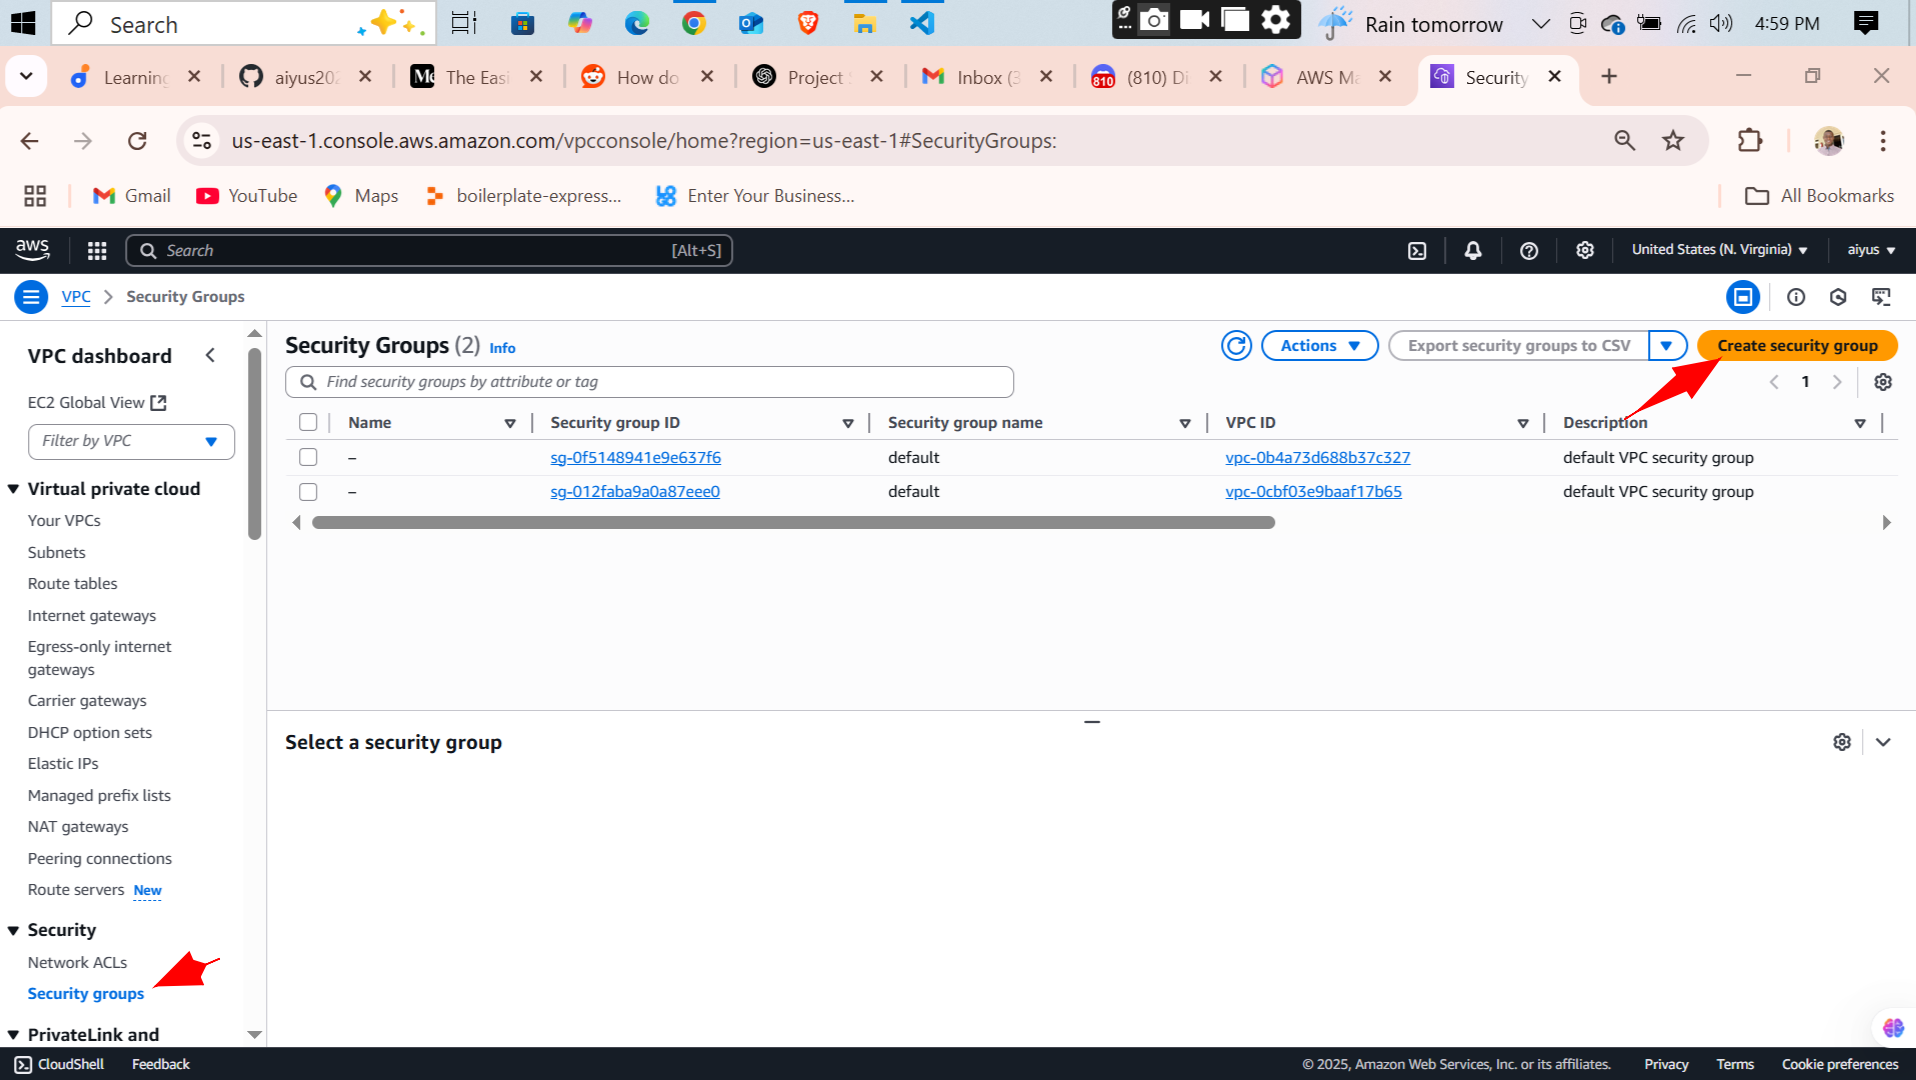 Search
Rain tomorrow
4:59 PM
Learning
aiyus202
Me
The Easi
How do
Project S
Inbox (3
810
(810) Di
AWS Ma
Security
us-east-1.console.aws.amazon.com/vpcconsole/home?region=us-east-1#SecurityGroups:
Gmail
YouTube
Maps
boilerplate-express...
Enter Your Business...
All Bookmarks
aws
Search
[Alt+S]
United States (N. Virginia)
aiyus
VPC
Security Groups
VPC dashboard
EC2 Global View
Filter by VPC
Virtual private cloud
Your VPCs
Subnets
Route tables
Internet gateways
Egress-only internet
gateways
Carrier gateways
DHCP option sets
Elastic IPs
Managed prefix lists
NAT gateways
Peering connections
Route servers New
Security
Network ACLs
Security groups
PrivateLink and
Security Groups (2) Info
Actions
Export security groups to CSV
Create security group
Find security groups by attribute or tag
1
Name Security group ID Security group name VPC ID Description
– sg-0f5148941e9e637f6 default vpc-0b4a73d688b37c327 default VPC security group
– sg-012faba9a0a87eee0 default vpc-0cbf03e9baaf17b65 default VPC security group
Select a security group
CloudShell
Feedback
© 2025, Amazon Web Services, Inc. or its affiliates.
Privacy
Terms
Cookie preferences